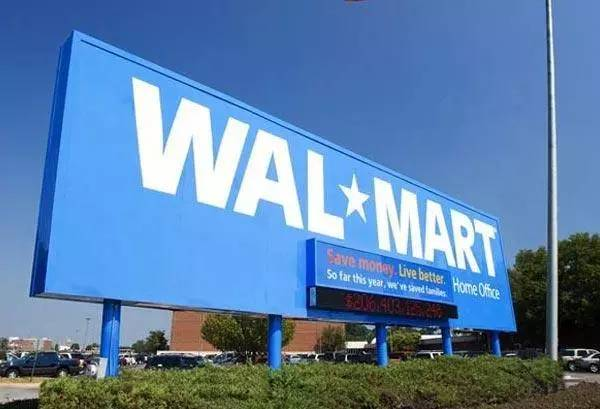 WAL★MART
Home Office
Save money. Live better.
So far this year, we've saved families